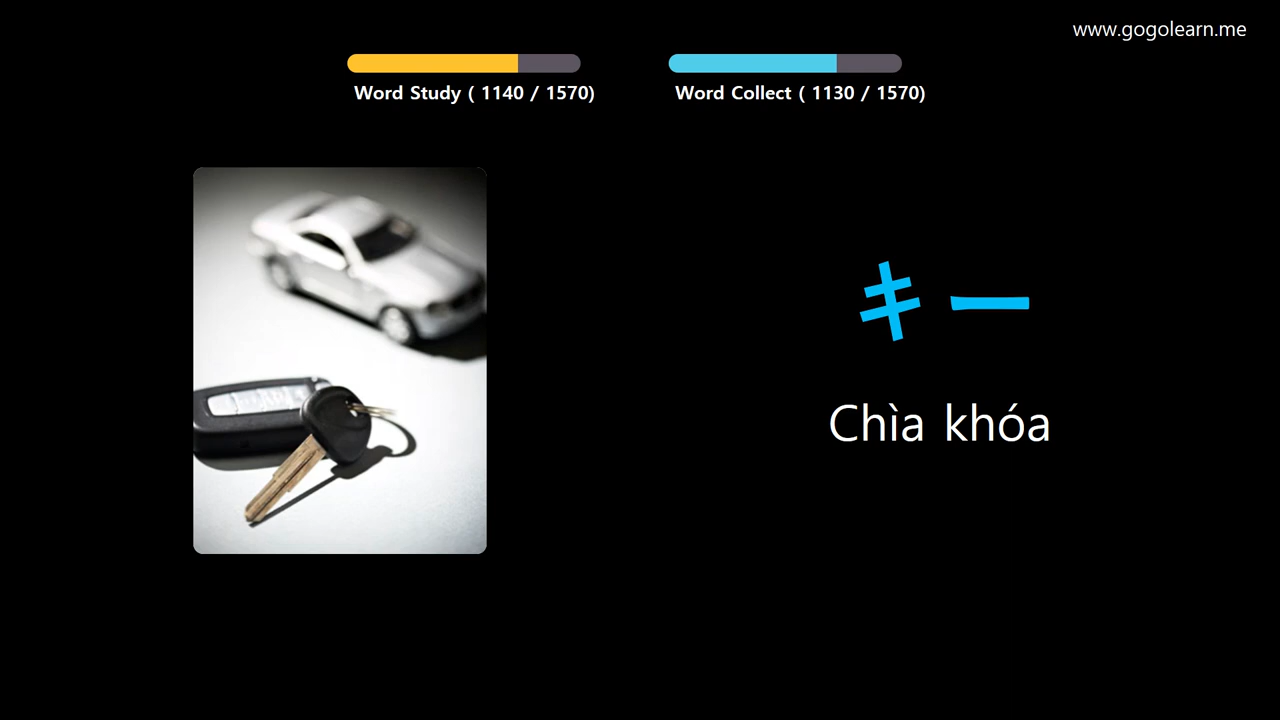 www.gogolearn.me
Word Study ( 1140 / 1570)
Word Collect ( 1130 / 1570)
キー
Chìa khóa